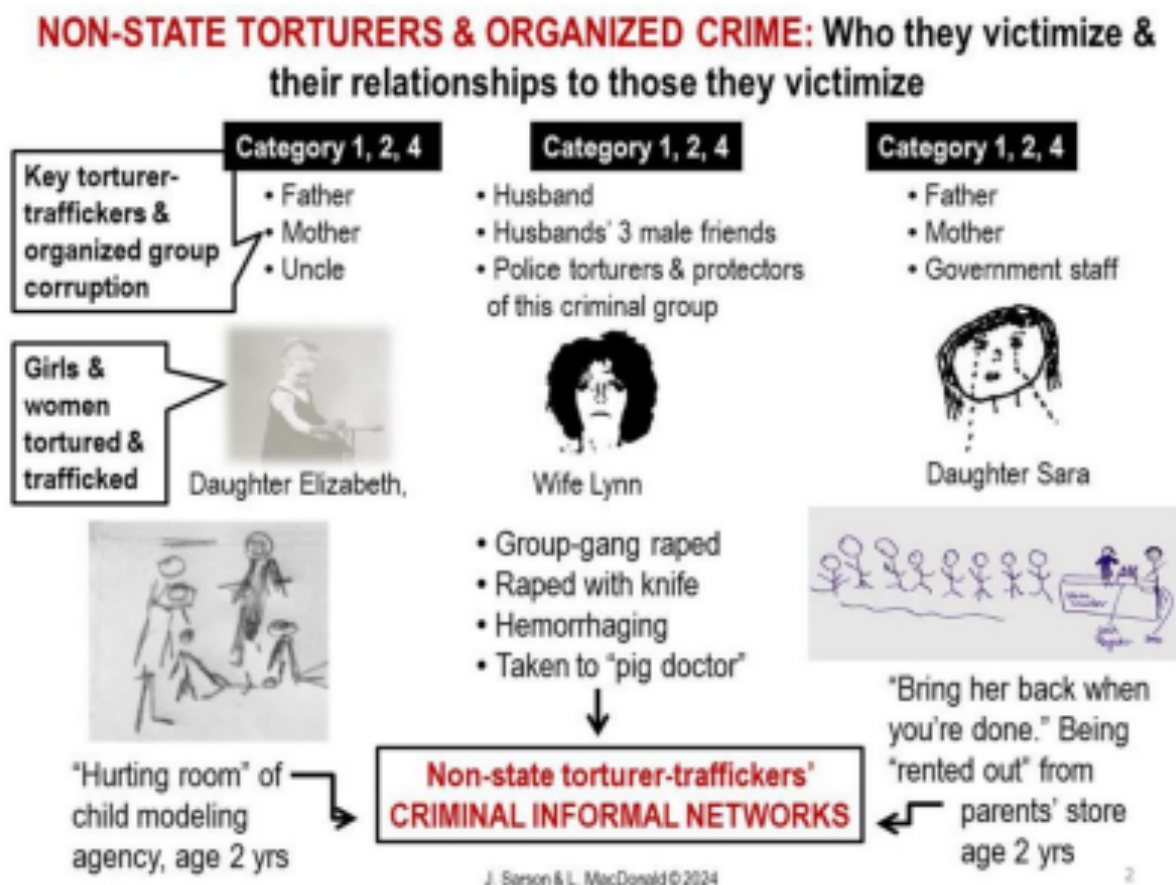 NON-STATE TORTURERS & ORGANIZED CRIME: Who they victimize &
their relationships to those they victimize
Key torturer-
traffickers &
organized group
corruption
Category 1, 2, 4
• Father
• Mother
• Uncle
Category 1, 2, 4
• Husband
• Husbands' 3 male friends
• Police torturers & protectors
of this criminal group
Category 1, 2, 4
• Father
• Mother
• Government staff
Girls &
women
tortured &
trafficked
Daughter Elizabeth,
Wife Lynn
Daughter Sara
• Group-gang raped
• Raped with knife
• Hemorrhaging
• Taken to "pig doctor"
"Hurting room" of
child modeling
agency, age 2 yrs
"Bring her back when
you're done." Being
"rented out" from
parents' store
age 2 yrs
Non-state torturer-traffickers'
CRIMINAL INFORMAL NETWORKS
J. Sarson & L. MacDonald © 2024
2